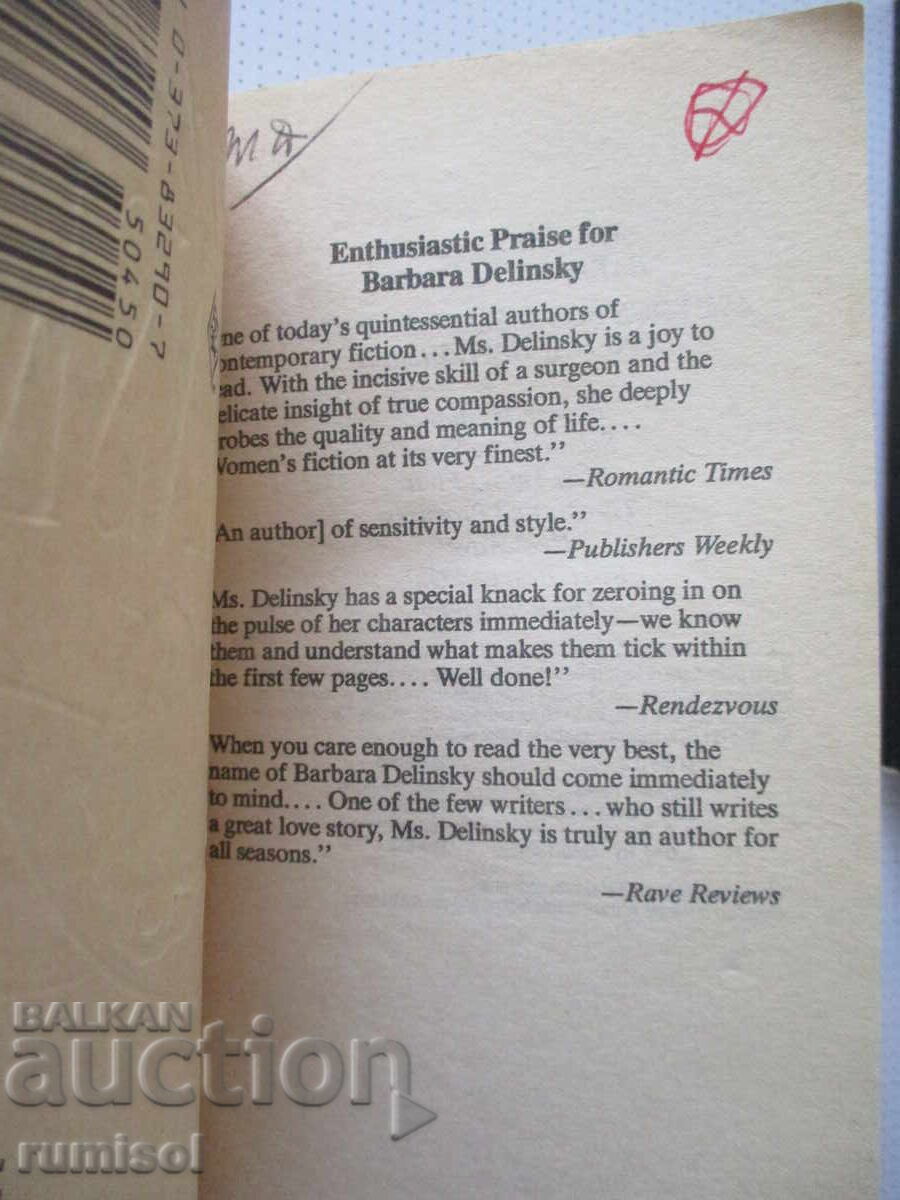 0-373-83290-7
50450
Enthusiastic Praise for
Barbara Delinsky
ne of today's quintessential authors of
ontemporary fiction...Ms. Delinsky is a joy to
ead. With the incisive skill of a surgeon and the
elicate insight of true compassion, she deeply
robes the quality and meaning of life....
Women's fiction at its very finest."
—Romantic Times
An author] of sensitivity and style."
—Publishers Weekly
Ms. Delinsky has a special knack for zeroing in on
the pulse of her characters immediately—we know
them and understand what makes them tick within
the first few pages.... Well done!"
—Rendezvous
When you care enough to read the very best, the
name of Barbara Delinsky should come immediately
to mind.... One of the few writers...who still writes
a great love story, Ms. Delinsky is truly an author for
all seasons."
—Rave Reviews
BALKAN
auction
rumisol